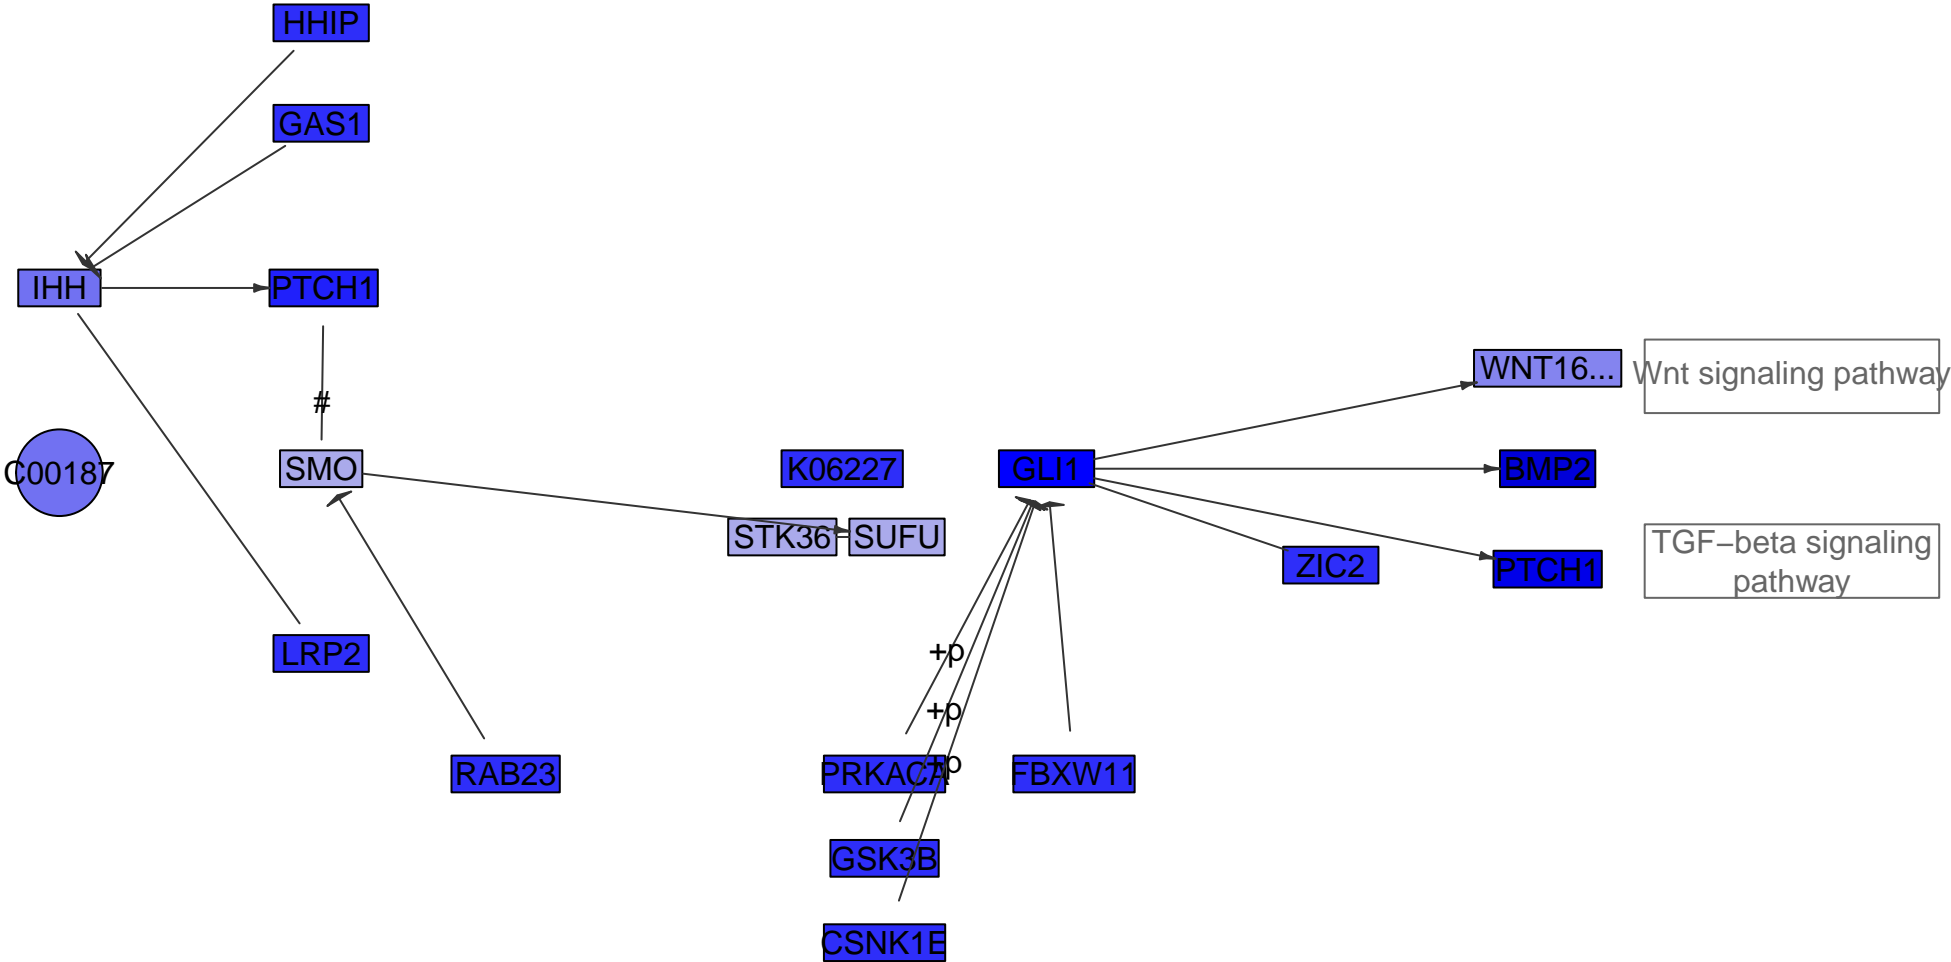 HHIP
GAS1
IHH
PTCH1
WNT16...
Wnt signaling pathway
#
C00187
SMO
K06227
GLI1
BMP2
STK36
SUFU
TGF−beta signaling
pathway
ZIC2
PTCH1
LRP2
+p
+p
+p
RAB23
PRKACA
FBXW11
GSK3B
CSNK1E